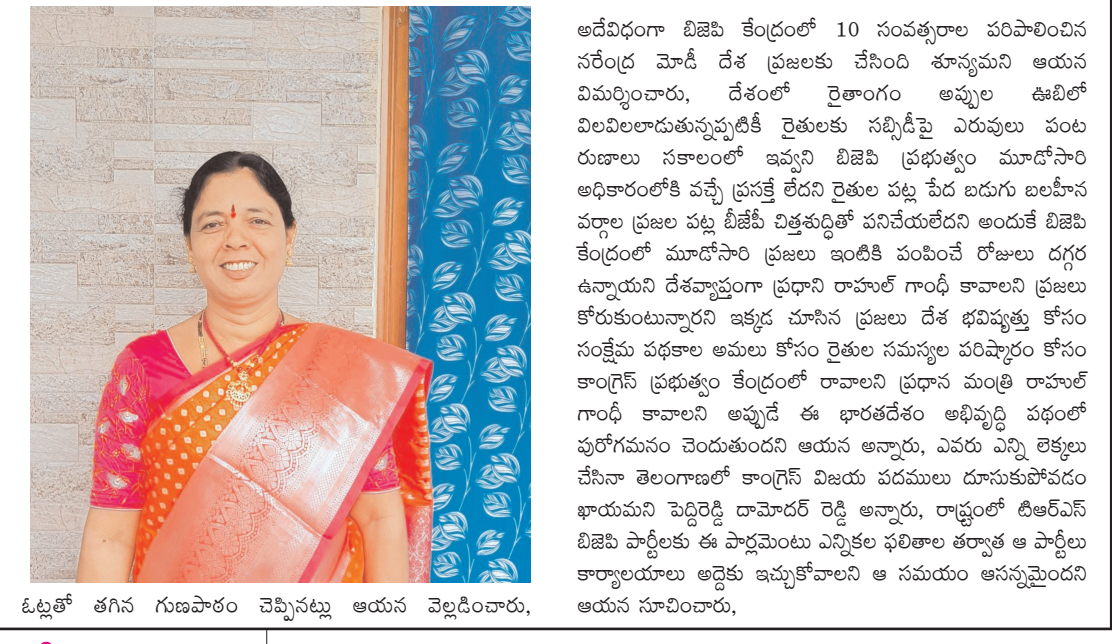 ఓట్లతో తగిన గుణపాఠం చెప్పినట్లు ఆయన వెల్లడించారు,
అదేవిధంగా బిజెపి కేంద్రంలో 10 సంవత్సరాల పరిపాలించిన
నరేంద్ర మోడీ దేశ ప్రజలకు చేసింది శూన్యమని ఆయన
విమర్శించారు, దేశంలో రైతాంగం అప్పుల ఊబిలో
విలవిలలాడుతున్నప్పటికీ రైతులకు సబ్సిడీపై ఎరువులు పంట
రుణాలు సకాలంలో ఇవ్వని బిజెపి ప్రభుత్వం మూడోసారి
అధికారంలోకి వచ్చే ప్రసక్తే లేదని రైతుల పట్ల పేద బడుగు బలహీన
వర్గాల ప్రజల పట్ల బీజేపీ చిత్తశుద్ధితో పనిచేయలేదని అందుకే బిజెపి
కేంద్రంలో మూడోసారి ప్రజలు ఇంటికి పంపించే రోజులు దగ్గర
ఉన్నాయని దేశవ్యాప్తంగా ప్రధాని రాహుల్ గాంధీ కావాలని ప్రజలు
కోరుకుంటున్నారని ఇక్కడ చూసిన ప్రజలు దేశ భవిష్యత్తు కోసం
సంక్షేమ పథకాల అమలు కోసం రైతుల సమస్యల పరిష్కారం కోసం
కాంగ్రెస్ ప్రభుత్వం కేంద్రంలో రావాలని ప్రధాన మంత్రి రాహుల్
గాంధీ కావాలని అప్పుడే ఈ భారతదేశం అభివృద్ధి పథంలో
పురోగమనం చెందుతుందని ఆయన అన్నారు, ఎవరు ఎన్ని లెక్కలు
చేసినా తెలంగాణలో కాంగ్రెస్ విజయ పదములు దూసుకుపోవడం
ఖాయమని పెద్దిరెడ్డి దామోదర్ రెడ్డి అన్నారు, రాష్ట్రంలో టిఆర్ఎస్
బిజెపి పార్టీలకు ఈ పార్లమెంటు ఎన్నికల ఫలితాల తర్వాత ఆ పార్టీలు
కార్యాలయాలు అద్దెకు ఇచ్చుకోవాలని ఆ సమయం ఆసన్నమైందని
ఆయన సూచించారు,